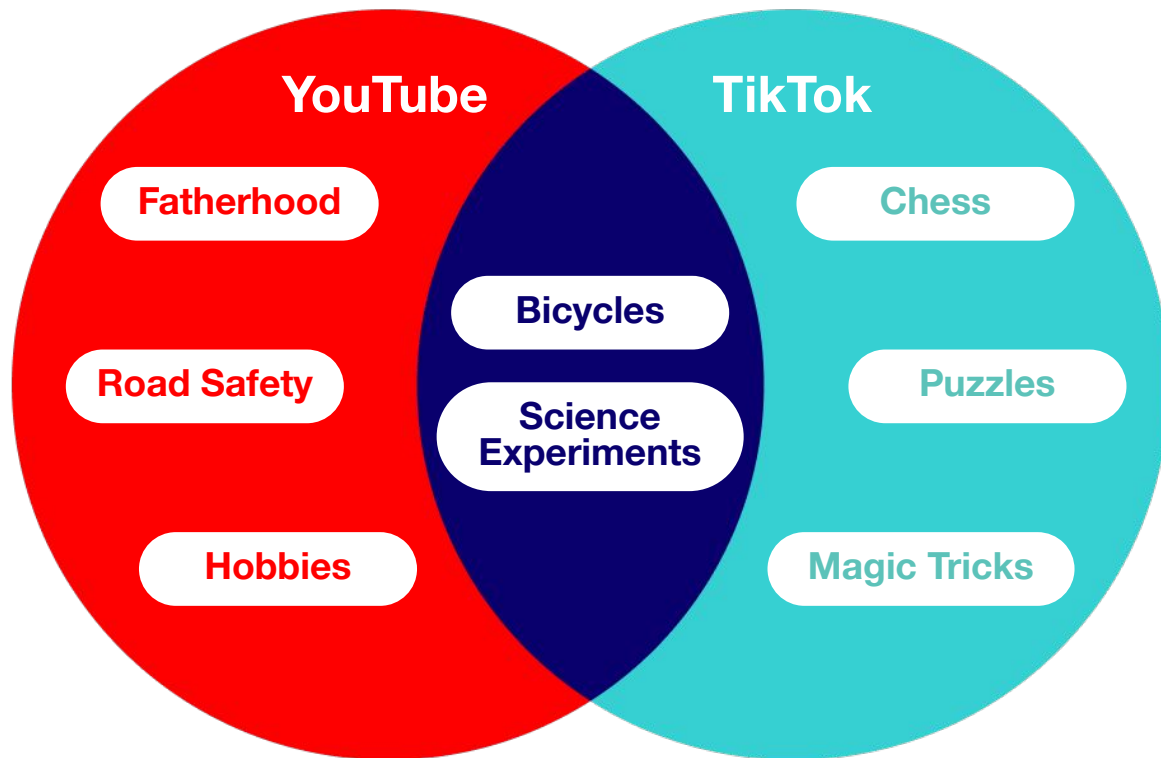 YouTube
TikTok
Fatherhood
Chess
Bicycles
Road Safety
Puzzles
Science
Experiments
Hobbies
Magic Tricks